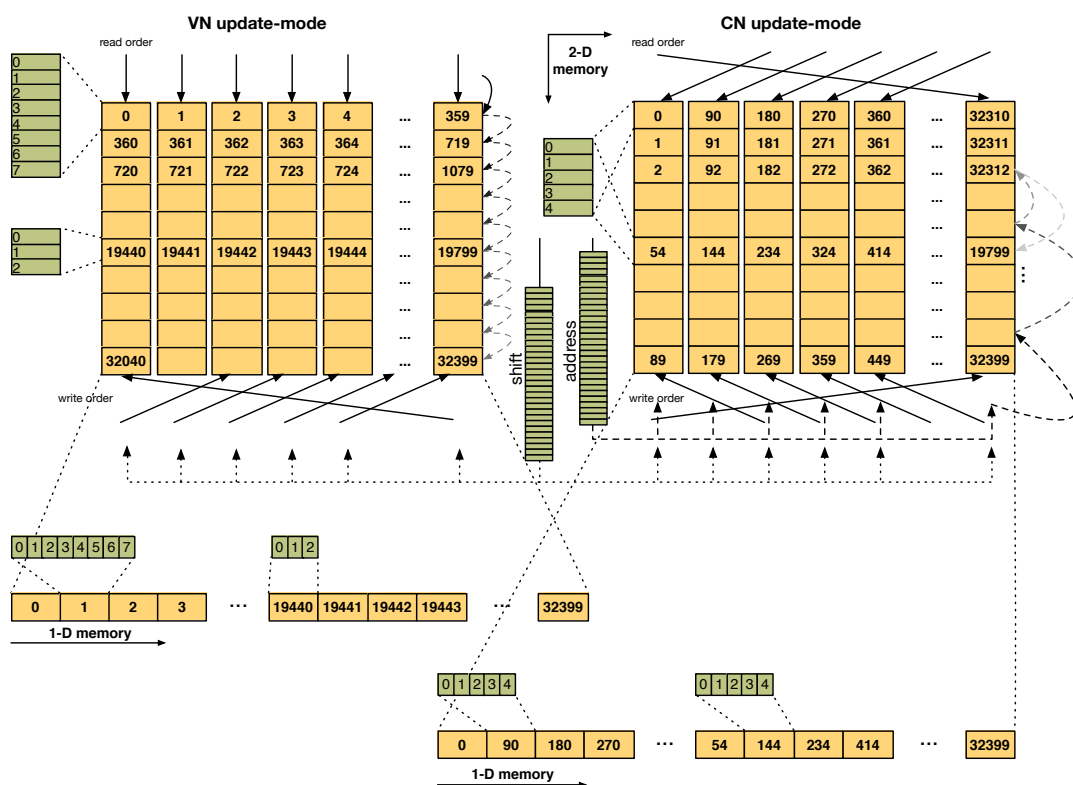 VN update-mode
CN update-mode
read order
2-D memory
read order
0
1
2
3
4
5
6
7
0 1 2 3 4 ... 359
360 361 362 363 364 ... 719
720 721 722 723 724 ... 1079
...
...
0
1
2
19440 19441 19442 19443 19444 ... 19799
...
...
...
32040 ... 32399
write order
0
1
2
3
4
shift
address
0 90 180 270 360 ... 32310
1 91 181 271 361 ... 32311
2 92 182 272 362 ... 32312
...
...
54 144 234 324 414 ... 19799
... ...
...
...
89 179 269 359 449 ... 32399
write order
0 1 2 3 4 5 6 7
0 1 2
0 1 2 3 ... 19440 19441 19442 19443 ... 32399
1-D memory
0 1 2 3 4
0 1 2 3 4
0 90 180 270 ... 54 144 234 414 ... 32399
1-D memory